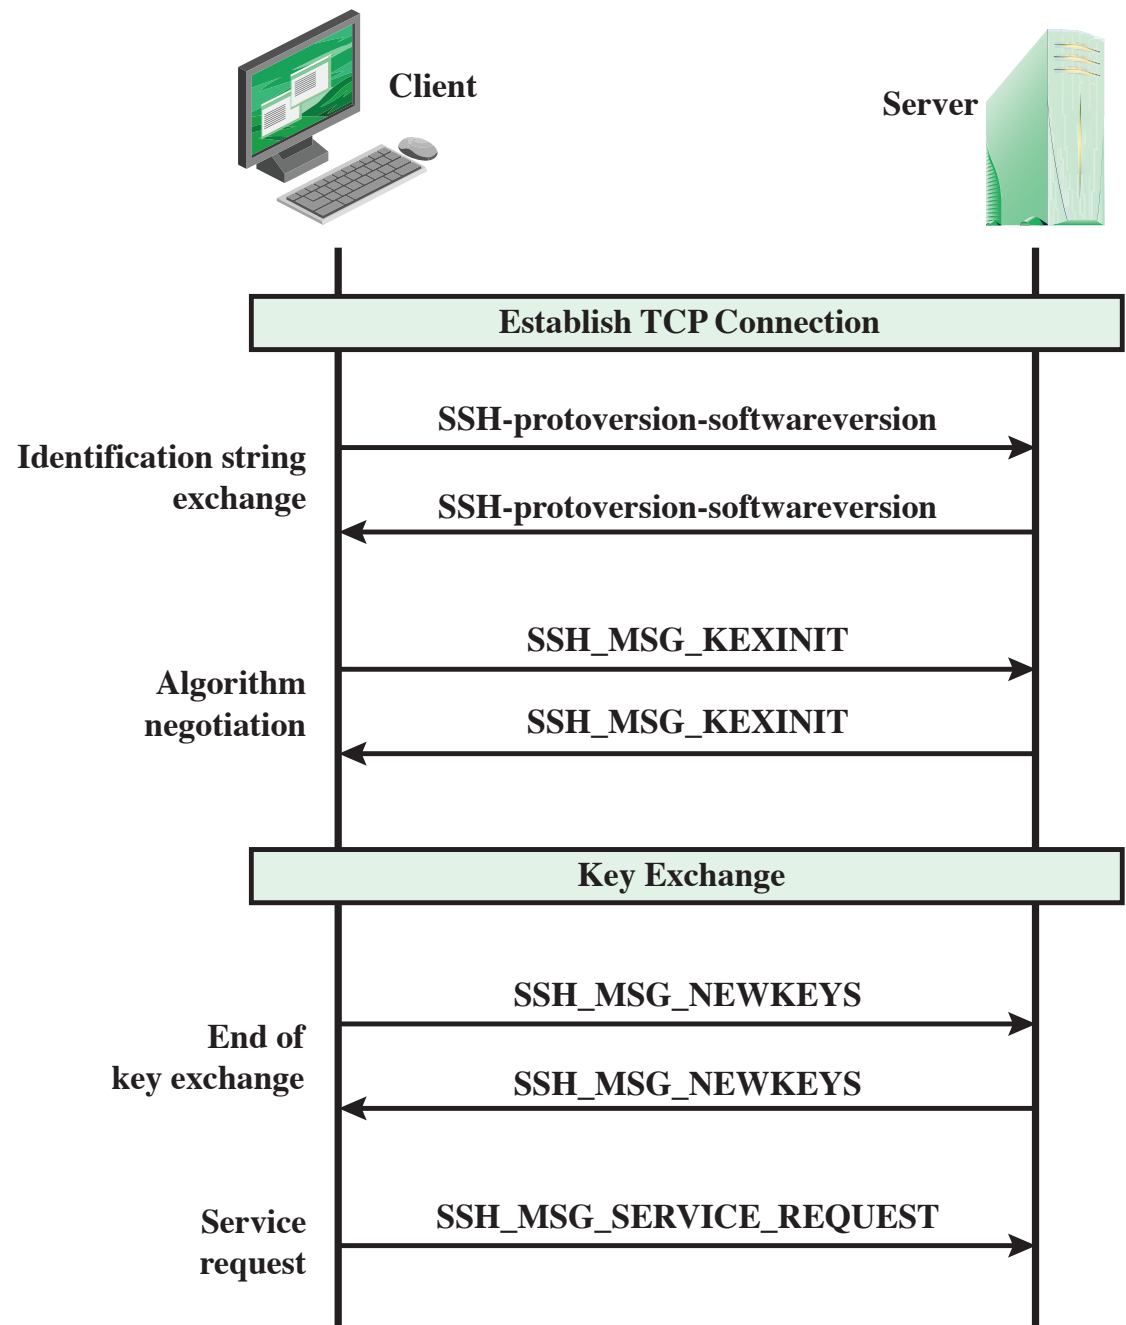 Client
Server
Establish TCP Connection
SSH-protoversion-softwareversion
Identification string
exchange
SSH-protoversion-softwareversion
SSH_MSG_KEXINIT
Algorithm
negotiation
SSH_MSG_KEXINIT
Key Exchange
SSH_MSG_NEWKEYS
End of
key exchange
SSH_MSG_NEWKEYS
Service
request
SSH_MSG_SERVICE_REQUEST